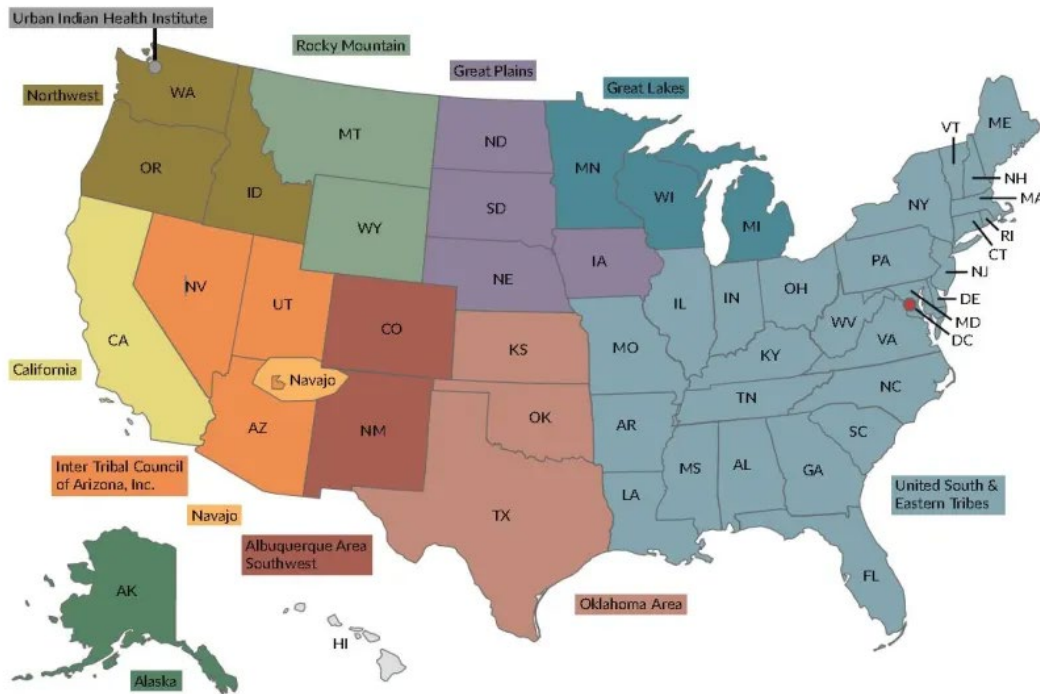 Urban Indian Health Institute
Rocky Mountain
Great Plains
Great Lakes
Northwest
WA
MT
ND
MN
VT
ME
OR
ID
SD
WI
MI
NY
NH
MA
RI
CT
WY
NE
IA
PA
NJ
NV
UT
CO
IL
IN
OH
DE
MD
DC
WV
VA
CA
KS
MO
KY
California
Navajo
NC
TN
AZ
NM
OK
AR
SC
MS
AL
GA
Inter Tribal Council
of Arizona, Inc.
LA
United South &
Eastern Tribes
Navajo
TX
Albuquerque Area
Southwest
FL
AK
HI
Oklahoma Area
Alaska